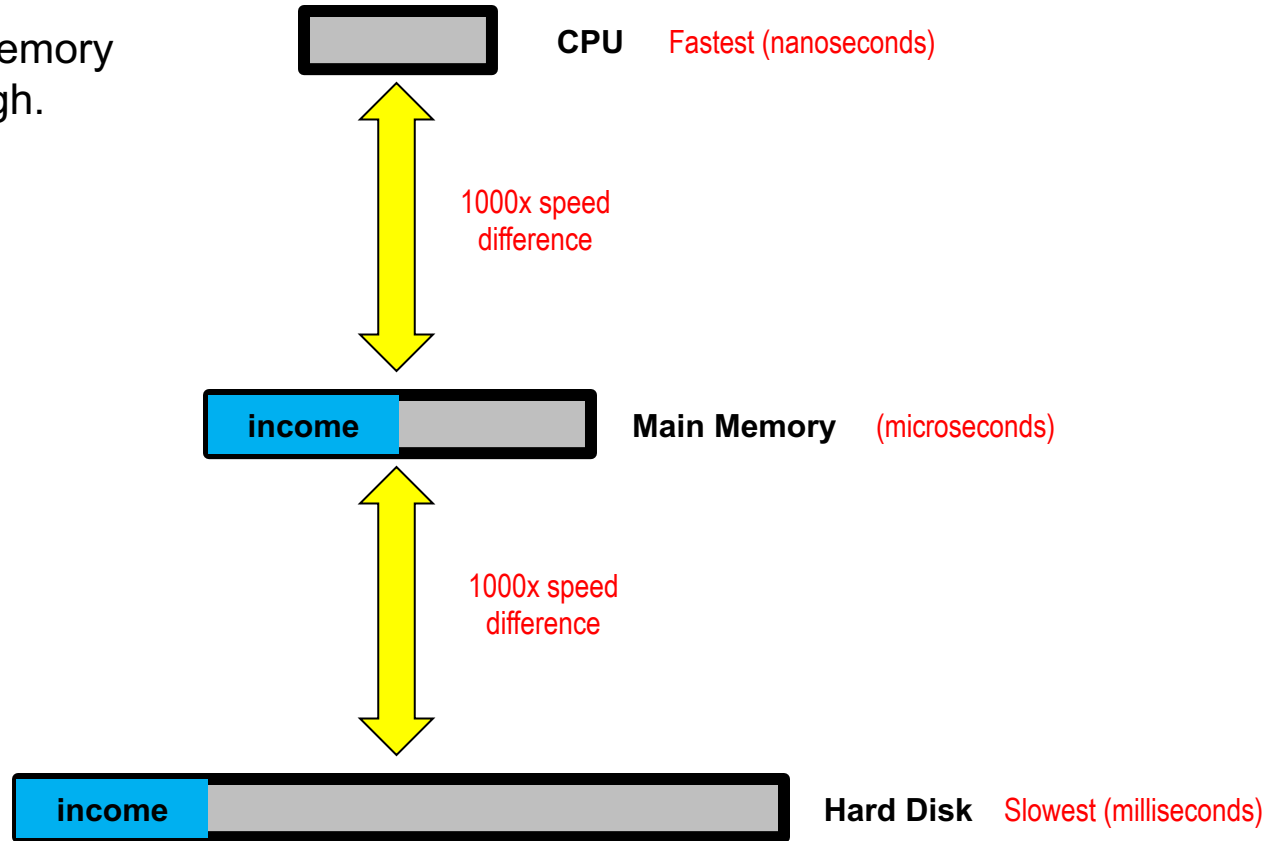 emory
gh.
CPU Fastest (nanoseconds)
1000x speed
difference
income
Main Memory (microseconds)
1000x speed
difference
income
Hard Disk Slowest (milliseconds)